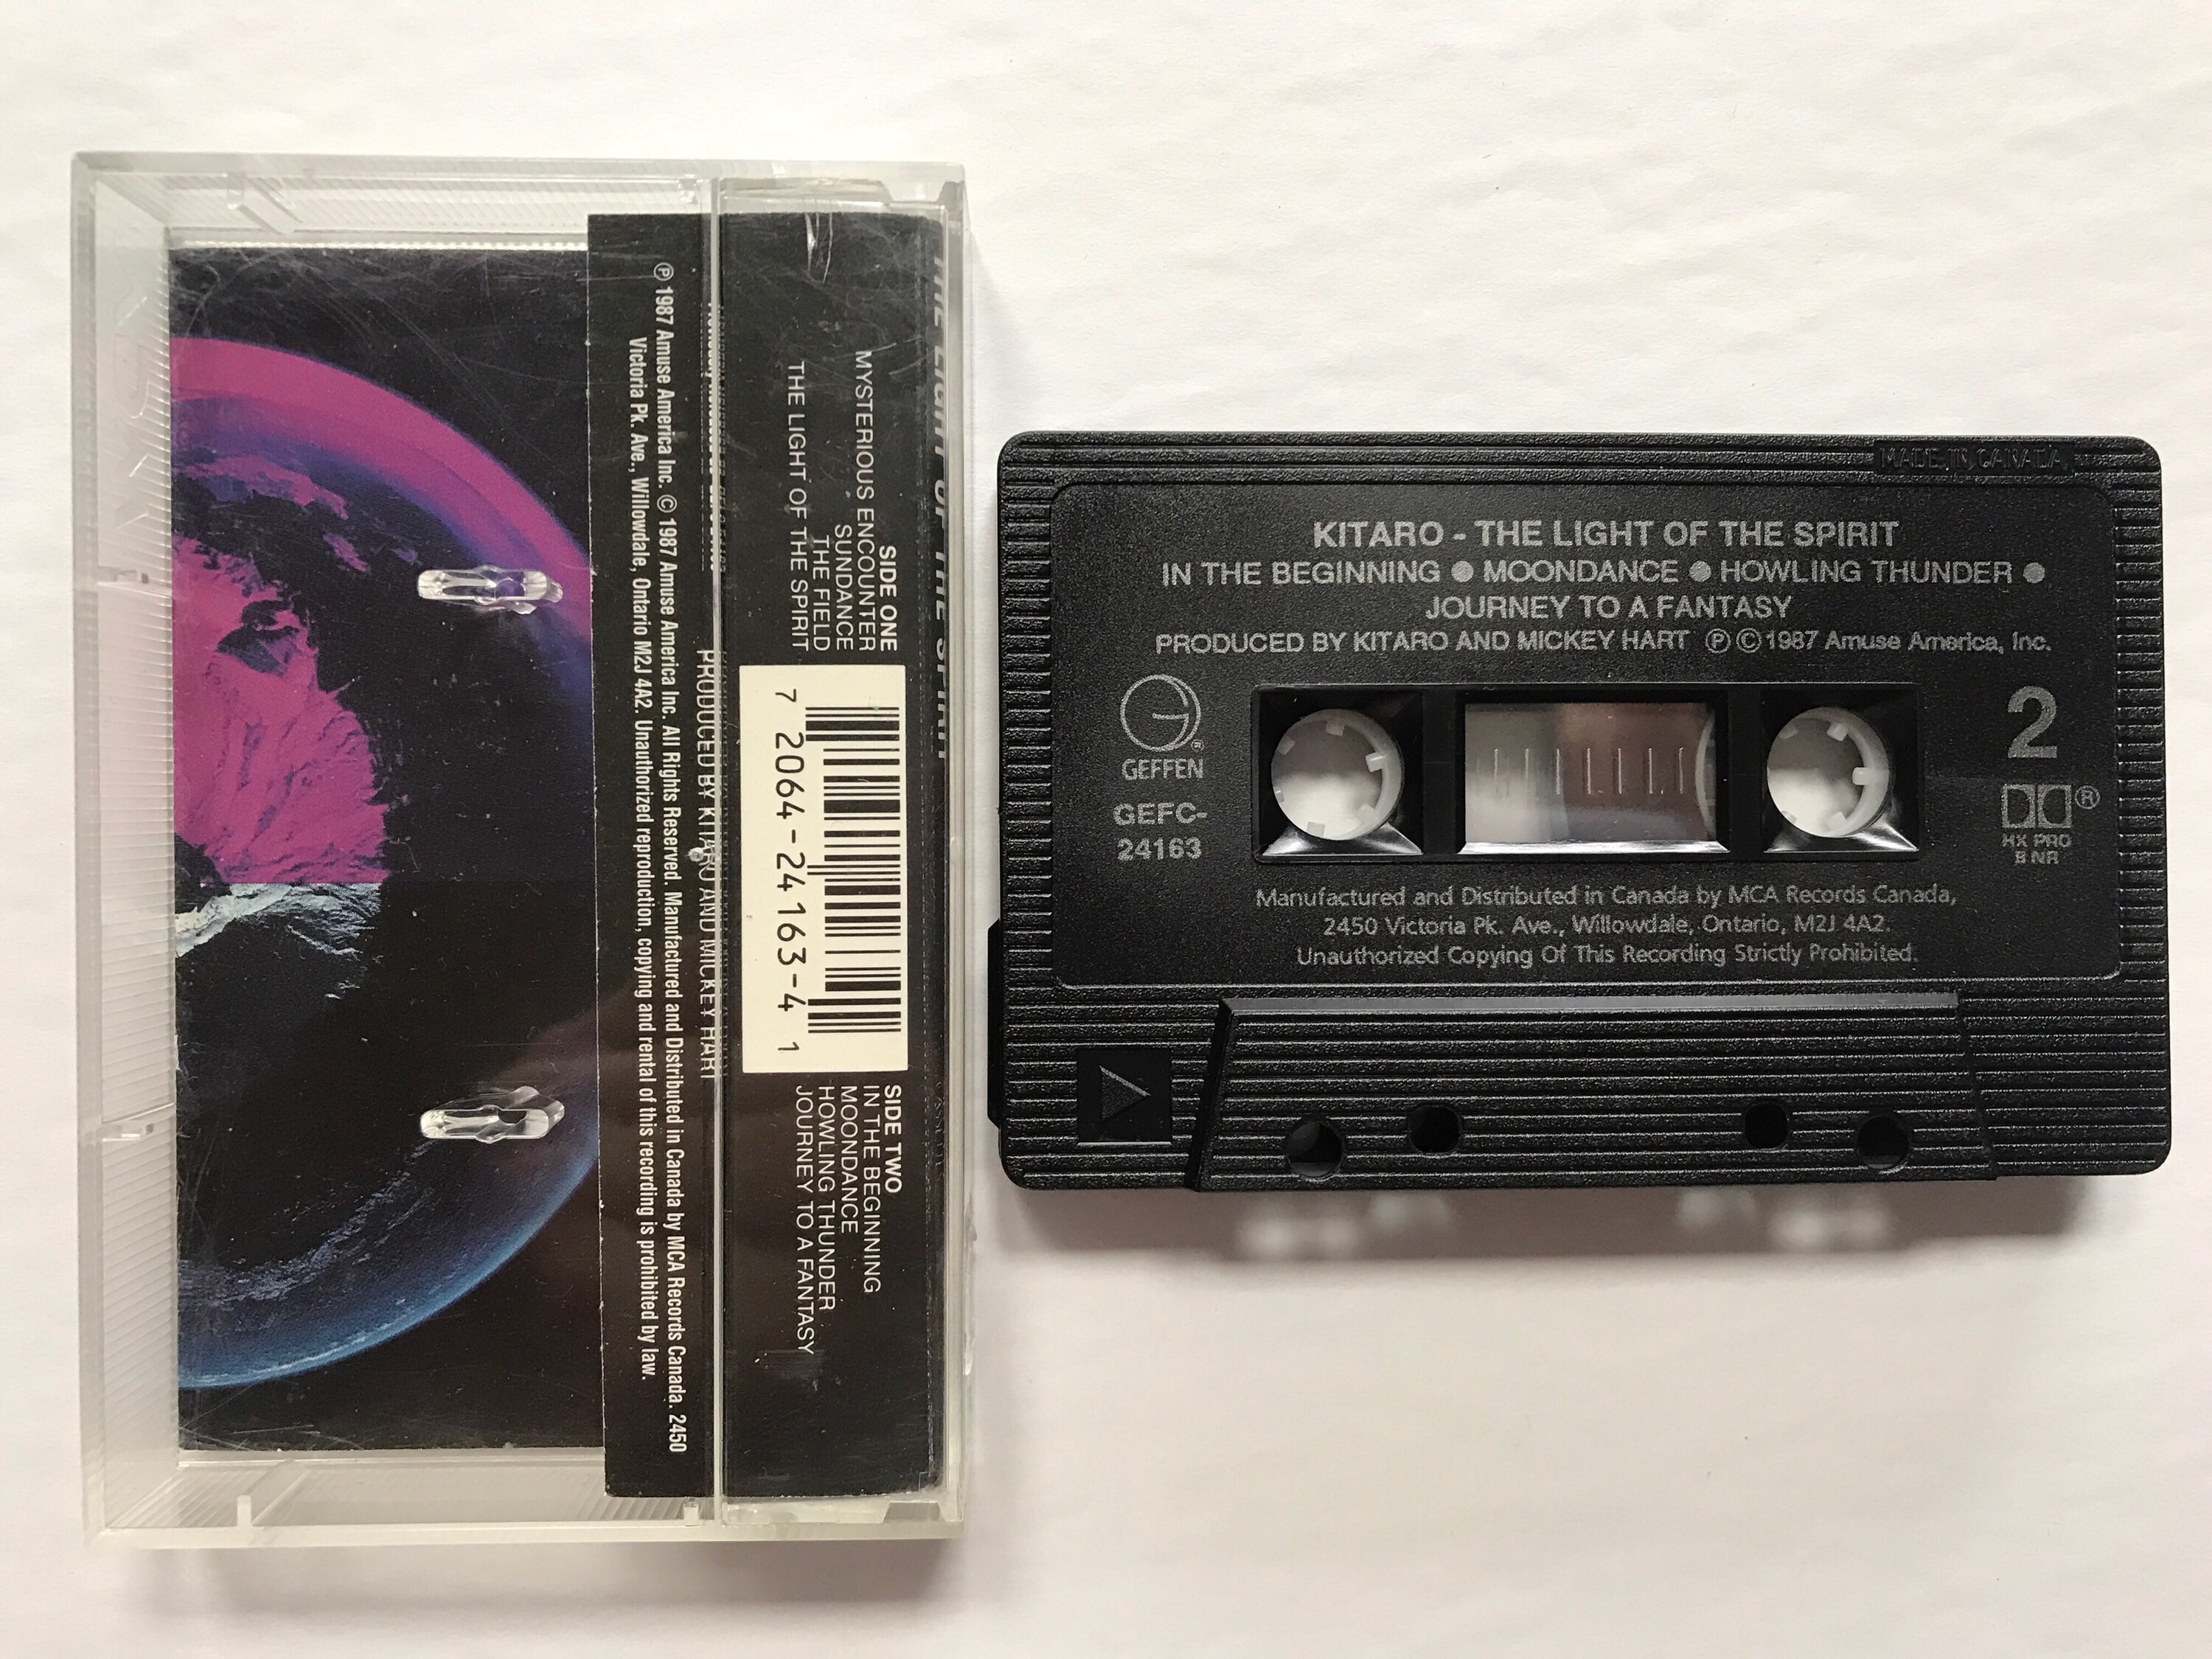 THE LIGHT OF THE SPIRIT
SIDE ONE
MYSTERIOUS ENCOUNTER
SUNDANCE
THE FIELD
THE LIGHT OF THE SPIRIT
7 2064-24163-4 1
SIDE TWO
IN THE BEGINNING
MOONDANCE
HOWLING THUNDER
JOURNEY TO A FANTASY
PRODUCED BY KITARO AND MICKEY HART
℗ 1987 Amuse America Inc. © 1987 Amuse America Inc. All Rights Reserved. Manufactured and Distributed in Canada by MCA Records Canada. 2450
Victoria Pk. Ave., Willowdale, Ontario M2J 4A2. Unauthorized reproduction, copying and rental of this recording is prohibited by law.
MADE IN CANADA
KITARO - THE LIGHT OF THE SPIRIT
IN THE BEGINNING ● MOONDANCE ● HOWLING THUNDER ●
JOURNEY TO A FANTASY
PRODUCED BY KITARO AND MICKEY HART ℗ © 1987 Amuse America, Inc.
G®
GEFFEN
GEFC-
24163
2
®
HX PRO
B NR
Manufactured and Distributed in Canada by MCA Records Canada,
2450 Victoria Pk. Ave., Willowdale, Ontario, M2J 4A2.
Unauthorized Copying Of This Recording Strictly Prohibited.